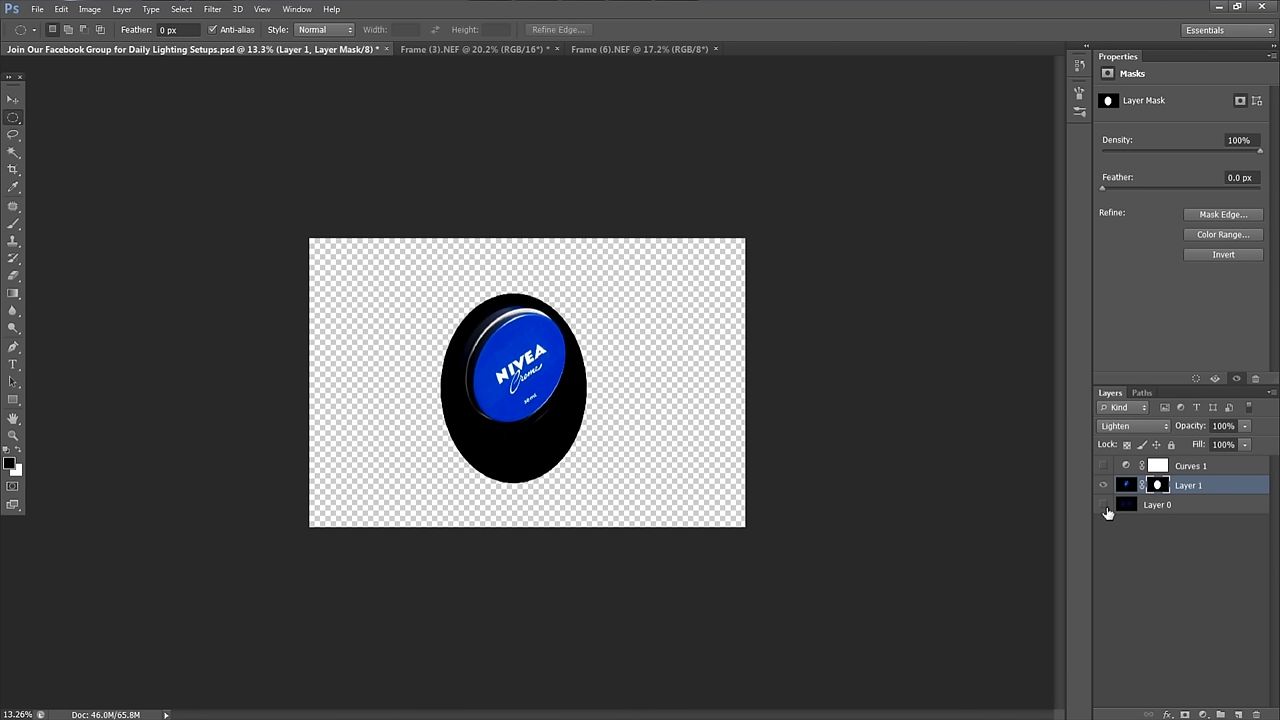 Ps File Edit Image Layer Type Select Filter 3D View Window Help
Feather: 0 px Anti-alias Style: Normal Width: Height: Refine Edge... Essentials
Join Our Facebook Group for Daily Lighting Setups.psd @ 13.3% (Layer 1, Layer Mask/8) * × Frame (3).NEF @ 20.2% (RGB/16*) * × Frame (6).NEF @ 17.2% (RGB/8*) ×
Properties
Masks
Layer Mask
Density: 100%
Feather: 0.0 px
Refine: Mask Edge...
Color Range...
Invert
NIVEA
Creme
30 ml
Layers Paths
Kind
Lighten Opacity: 100%
Lock: Fill: 100%
Curves 1
Layer 1
Layer 0
13.26% Doc: 46.0M/65.8M